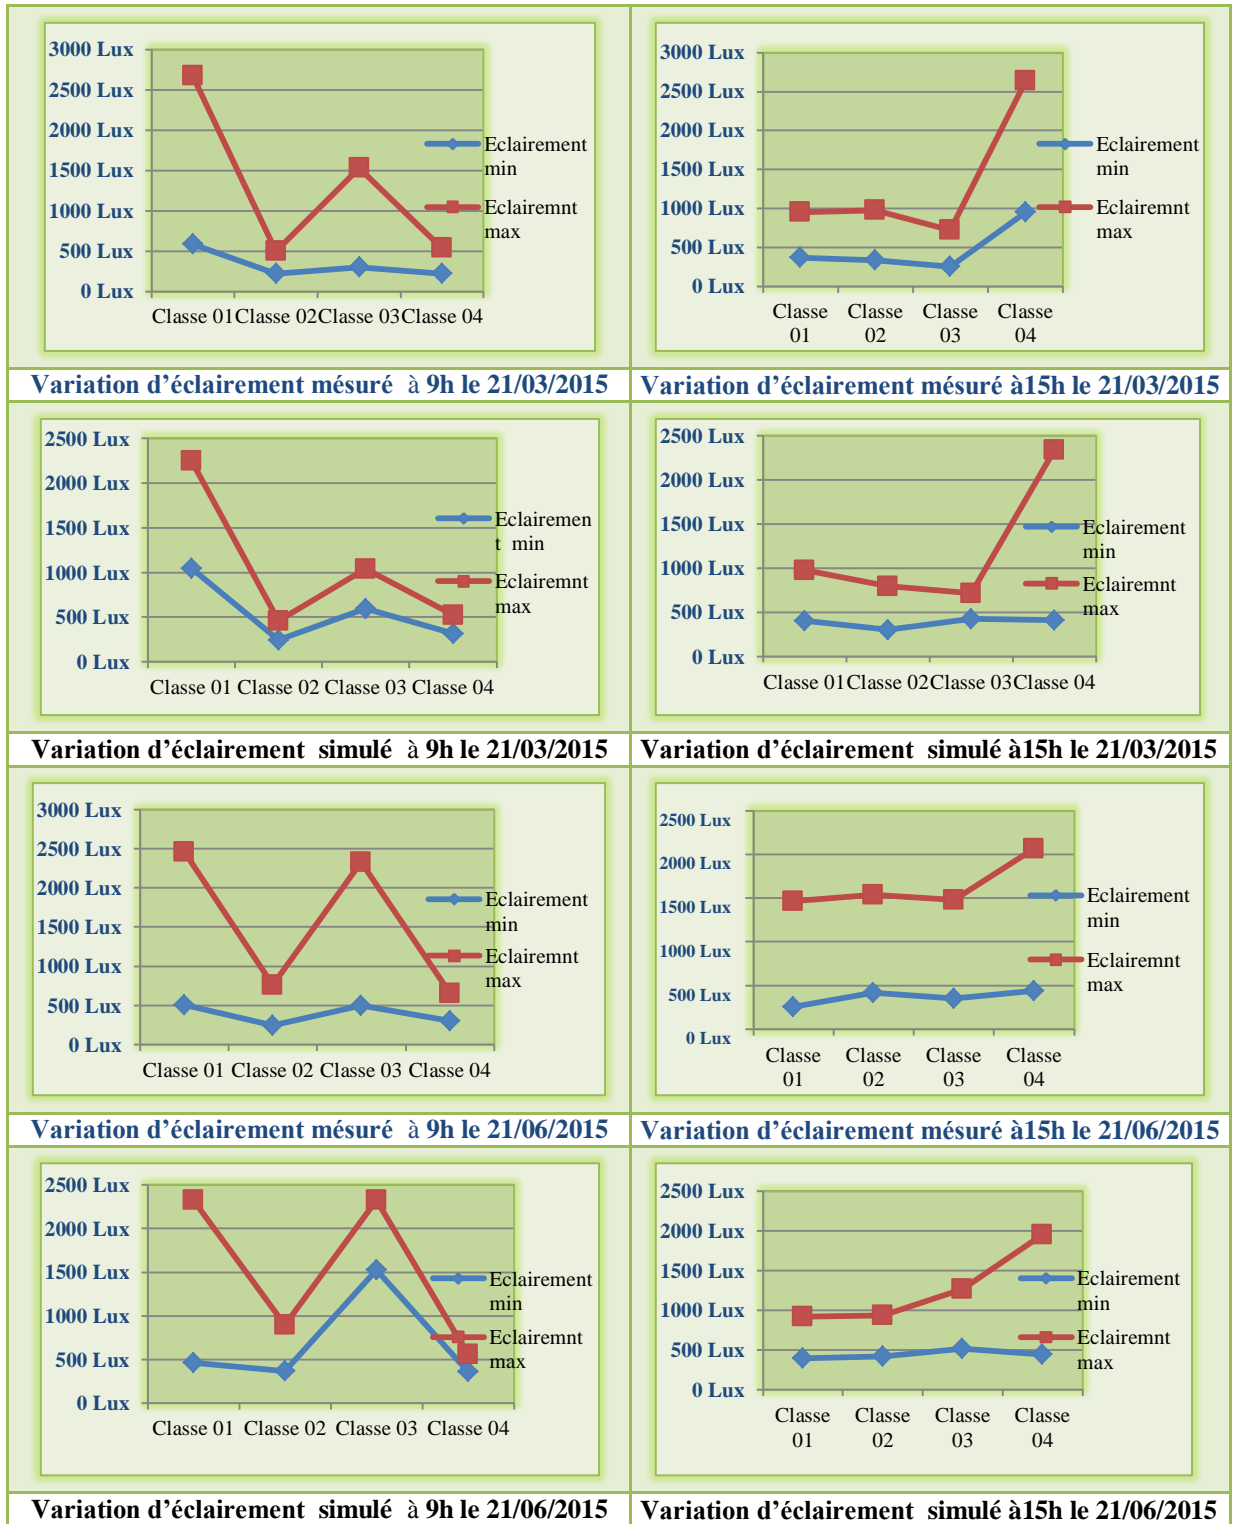 3000 Lux
2500 Lux
2000 Lux
1500 Lux
1000 Lux
500 Lux
0 Lux
Classe 01 Classe 02 Classe 03 Classe 04
Eclairement
min
Eclairemnt
max
3000 Lux
2500 Lux
2000 Lux
1500 Lux
1000 Lux
500 Lux
0 Lux
Classe Classe Classe Classe
01 02 03 04
Eclairement
min
Eclairemnt
max
Variation d’éclairement mésuré à 9h le 21/03/2015
Variation d’éclairement mésuré à15h le 21/03/2015
2500 Lux
2000 Lux
1500 Lux
1000 Lux
500 Lux
0 Lux
Classe 01 Classe 02 Classe 03 Classe 04
Eclairemen
t min
Eclairemnt
max
2500 Lux
2000 Lux
1500 Lux
1000 Lux
500 Lux
0 Lux
Classe 01 Classe 02 Classe 03 Classe 04
Eclairement
min
Eclairemnt
max
Variation d’éclairement simulé à 9h le 21/03/2015
Variation d’éclairement simulé à15h le 21/03/2015
3000 Lux
2500 Lux
2000 Lux
1500 Lux
1000 Lux
500 Lux
0 Lux
Classe 01 Classe 02 Classe 03 Classe 04
Eclairement
min
Eclairemnt
max
2500 Lux
2000 Lux
1500 Lux
1000 Lux
500 Lux
0 Lux
Classe Classe Classe Classe
01 02 03 04
Eclairement
min
Eclairemnt
max
Variation d’éclairement mésuré à 9h le 21/06/2015
Variation d’éclairement mésuré à15h le 21/06/2015
2500 Lux
2000 Lux
1500 Lux
1000 Lux
500 Lux
0 Lux
Classe 01 Classe 02 Classe 03 Classe 04
Eclairement
min
Eclairemnt
max
2500 Lux
2000 Lux
1500 Lux
1000 Lux
500 Lux
0 Lux
Classe Classe Classe Classe
01 02 03 04
Eclairement
min
Eclairemnt
max
Variation d’éclairement simulé à 9h le 21/06/2015
Variation d’éclairement simulé à15h le 21/06/2015